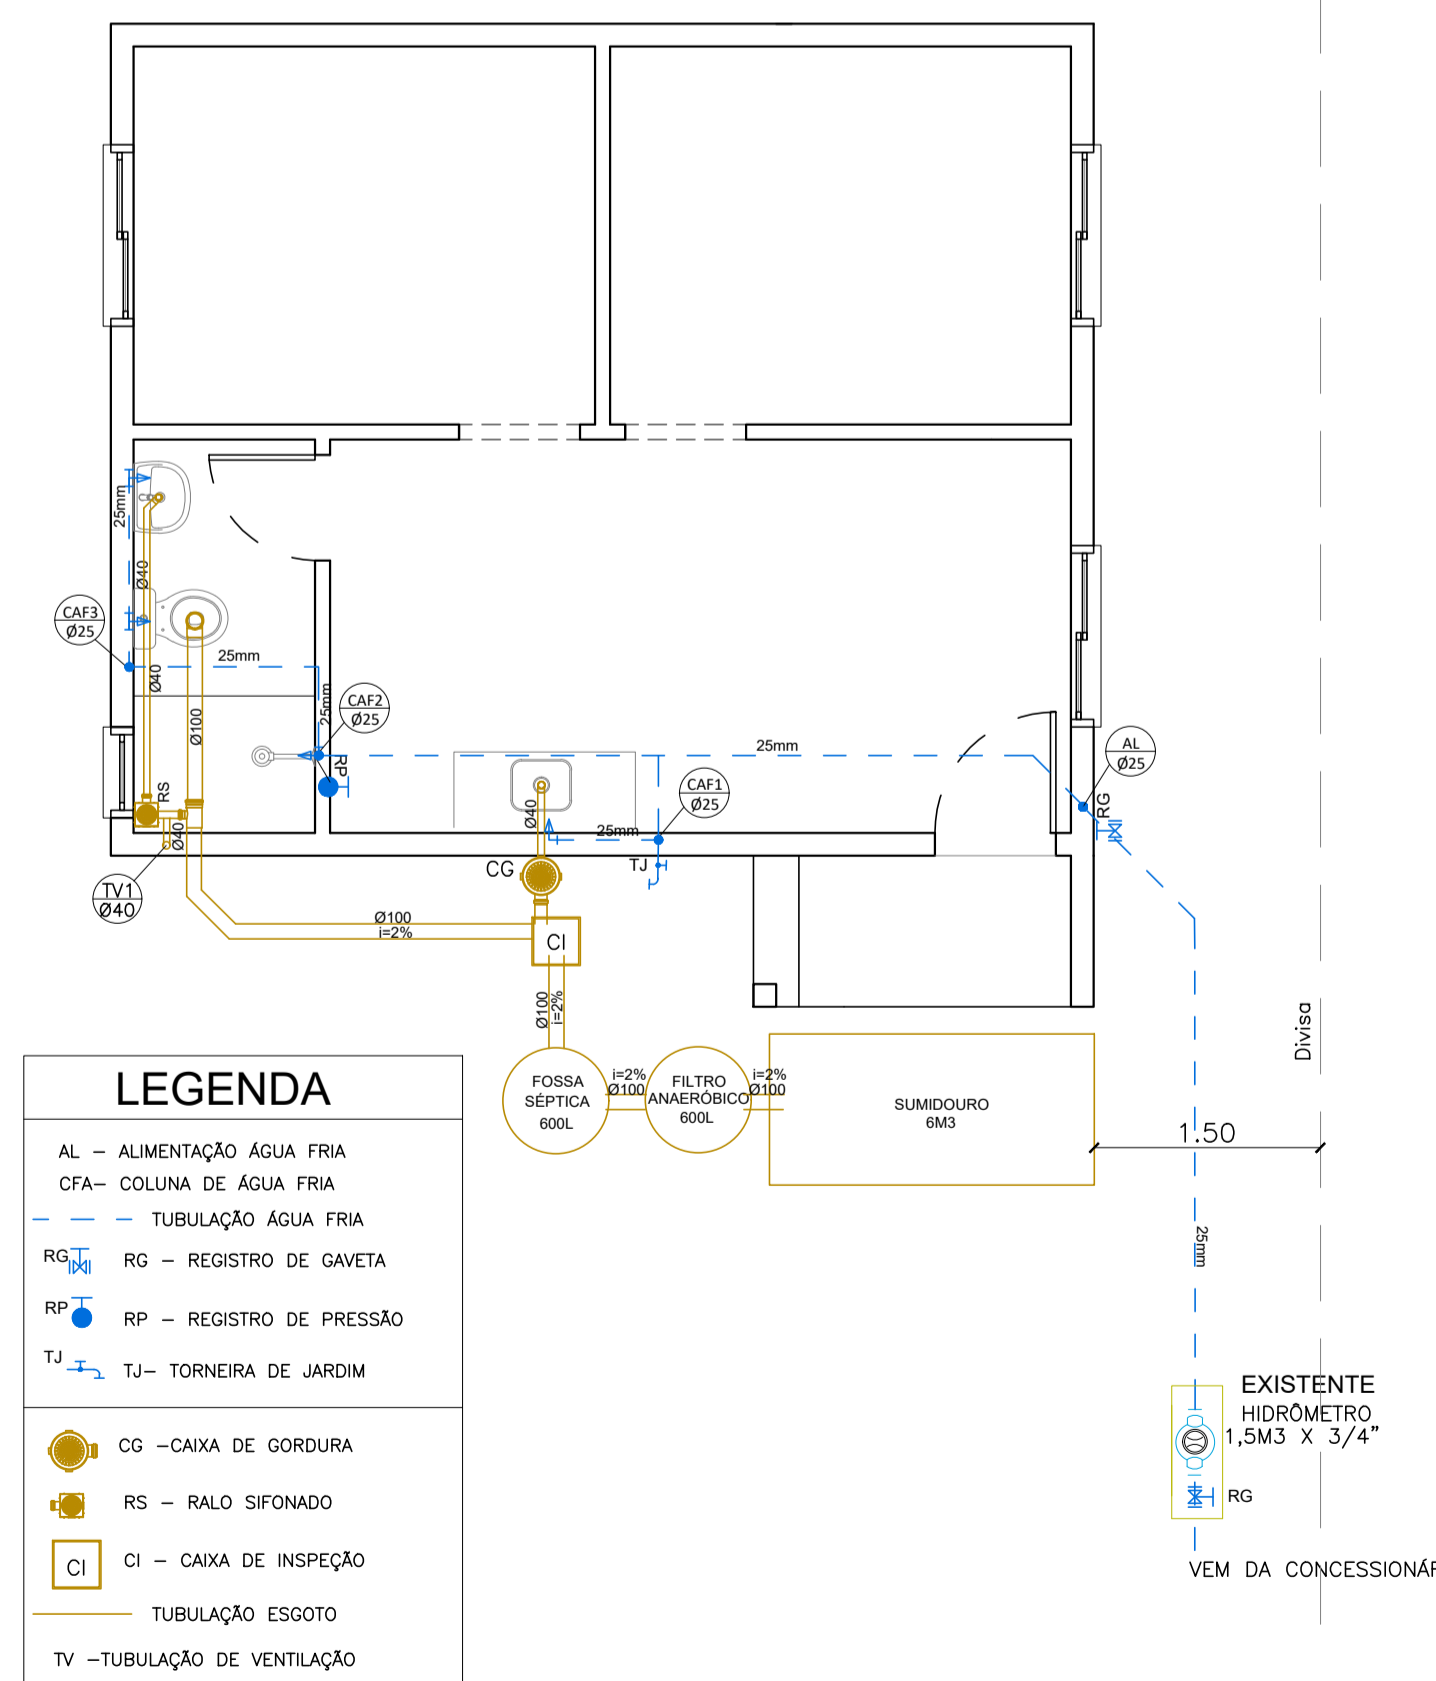 25mm
Ø40
CAF3
Ø25
25mm
Ø40
25mm
CAF2
Ø25
Ø100
RP
25mm
AL
Ø25
RS
CAF1
Ø25
RG
Ø40
25mm
Ø40
TJ
CG
TV1
Ø40
Ø100
i=2%
CI
Ø100
i=2%
Divisa
FOSSA
SÉPTICA
600L
i=2%
Ø100
FILTRO
ANAERÓBICO
600L
i=2%
Ø100
SUMIDOURO
6M3
1.50
25mm
EXISTENTE
HIDRÔMETRO
1,5M3 X 3/4"
RG
VEM DA CONCESSIONÁR
LEGENDA
AL – ALIMENTAÇÃO ÁGUA FRIA
CFA– COLUNA DE ÁGUA FRIA
TUBULAÇÃO ÁGUA FRIA
RG RG – REGISTRO DE GAVETA
RP RP – REGISTRO DE PRESSÃO
TJ TJ– TORNEIRA DE JARDIM
CG –CAIXA DE GORDURA
RS – RALO SIFONADO
CI CI – CAIXA DE INSPEÇÃO
TUBULAÇÃO ESGOTO
TV –TUBULAÇÃO DE VENTILAÇÃO